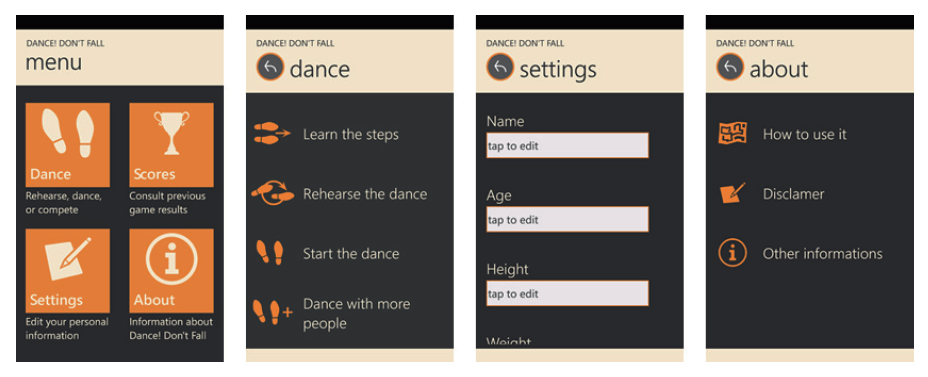 DANCE! DON'T FALL
menu
Dance
Rehearse, dance,
or compete
Scores
Consult previous
game results
Settings
Edit your personal
information
About
Information about
Dance! Don't Fall
DANCE! DON'T FALL
dance
Learn the steps
Rehearse the dance
Start the dance
Dance with more
people
DANCE! DON'T FALL
settings
Name
tap to edit
Age
tap to edit
Height
tap to edit
Weight
DANCE! DON'T FALL
about
How to use it
Disclamer
Other informations